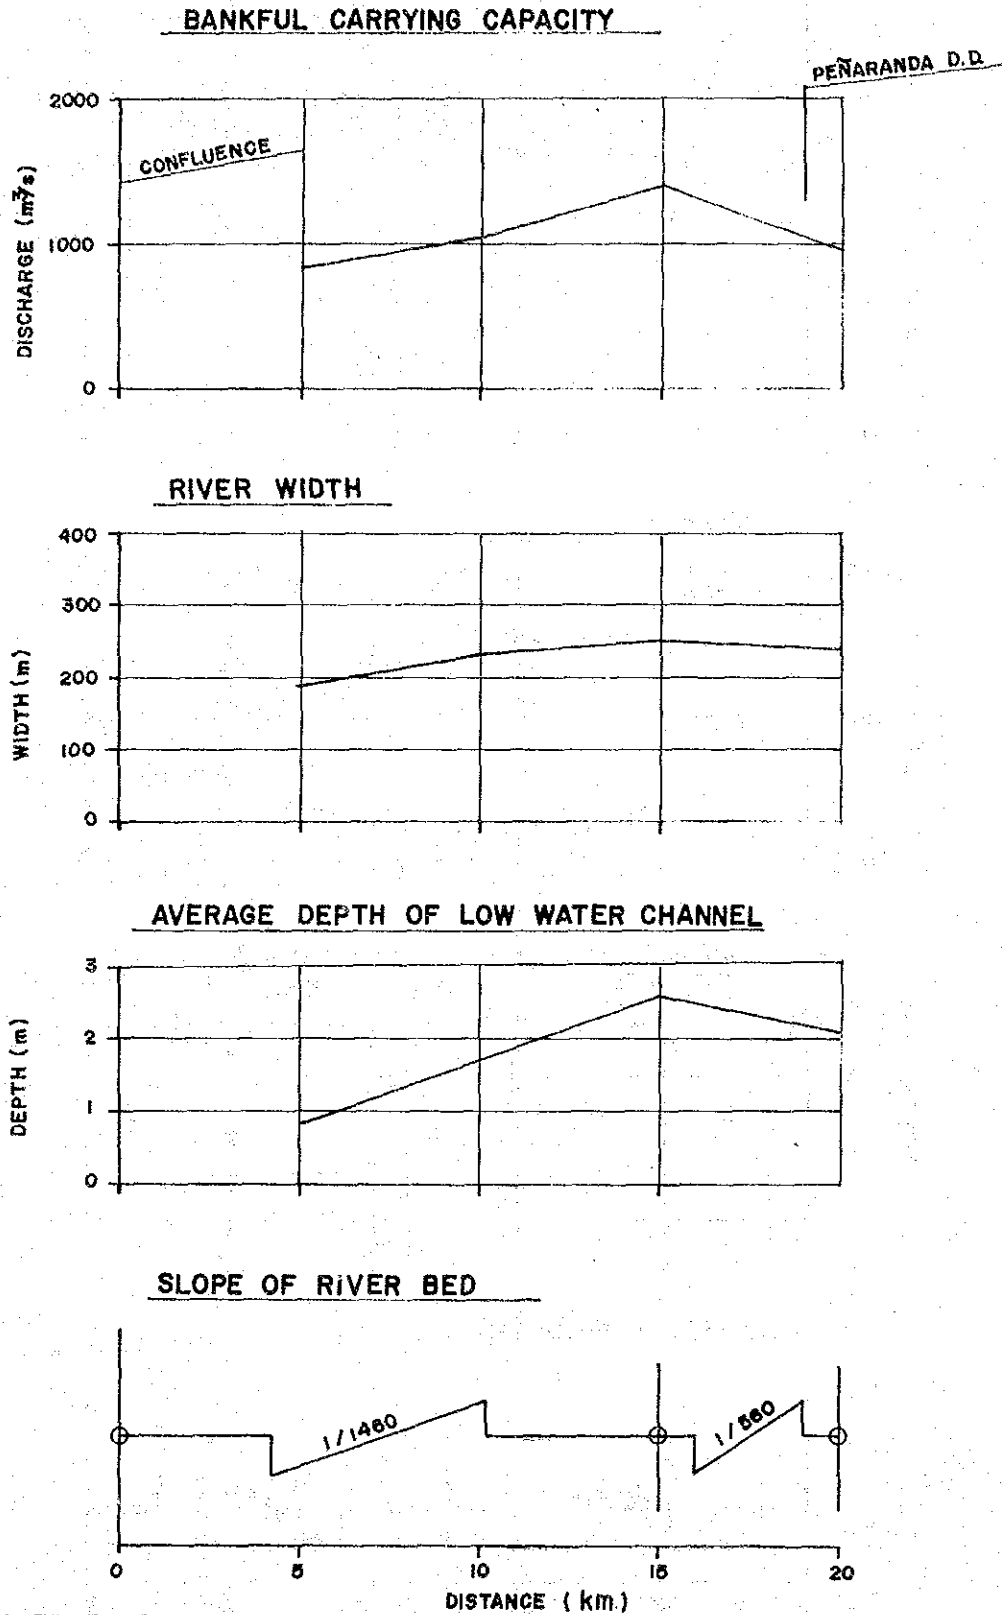 BANKFUL CARRYING CAPACITY
PEÑARANDA D.D.
2000
CONFLUENCE
1000
0
DISCHARGE (m³/s)
RIVER WIDTH
400
300
200
100
0
WIDTH (m)
AVERAGE DEPTH OF LOW WATER CHANNEL
3
2
1
0
DEPTH (m)
SLOPE OF RIVER BED
1/1460
1/560
0 5 10 15 20
DISTANCE (km.)